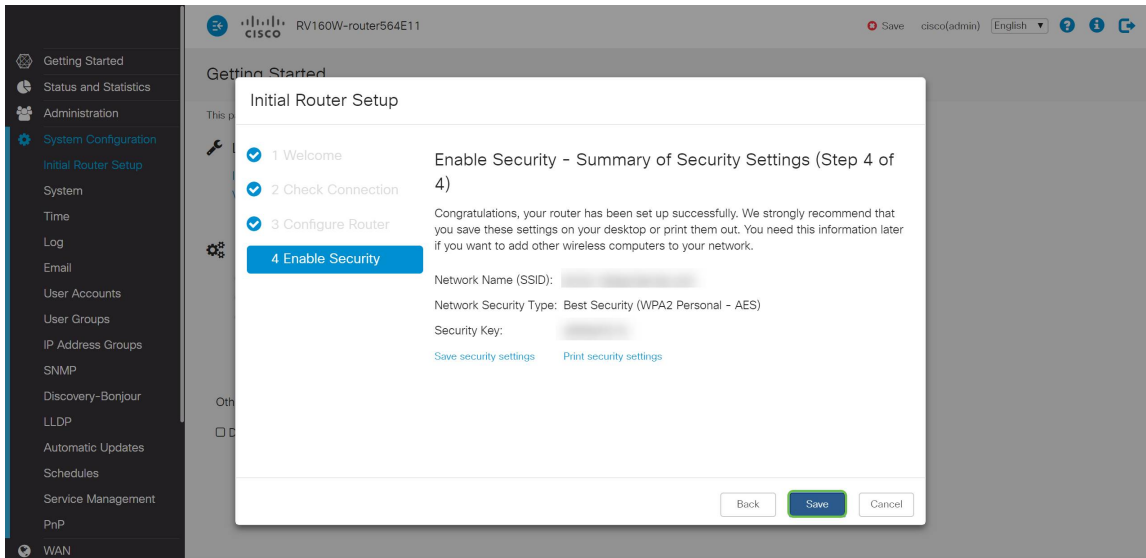 CISCO
RV160W-router564E11
Save cisco(admin) English
Getting Started
Status and Statistics
Administration
System Configuration
Initial Router Setup
System
Time
Log
Email
User Accounts
User Groups
IP Address Groups
SNMP
Discovery-Bonjour
LLDP
Automatic Updates
Schedules
Service Management
PnP
WAN
Getting Started
This p
Oth
Initial Router Setup
1 Welcome
2 Check Connection
3 Configure Router
4 Enable Security
Enable Security - Summary of Security Settings (Step 4 of
4)
Congratulations, your router has been set up successfully. We strongly recommend that
you save these settings on your desktop or print them out. You need this information later
if you want to add other wireless computers to your network.
Network Name (SSID):
Network Security Type: Best Security (WPA2 Personal - AES)
Security Key:
Save security settings Print security settings
Back Save Cancel